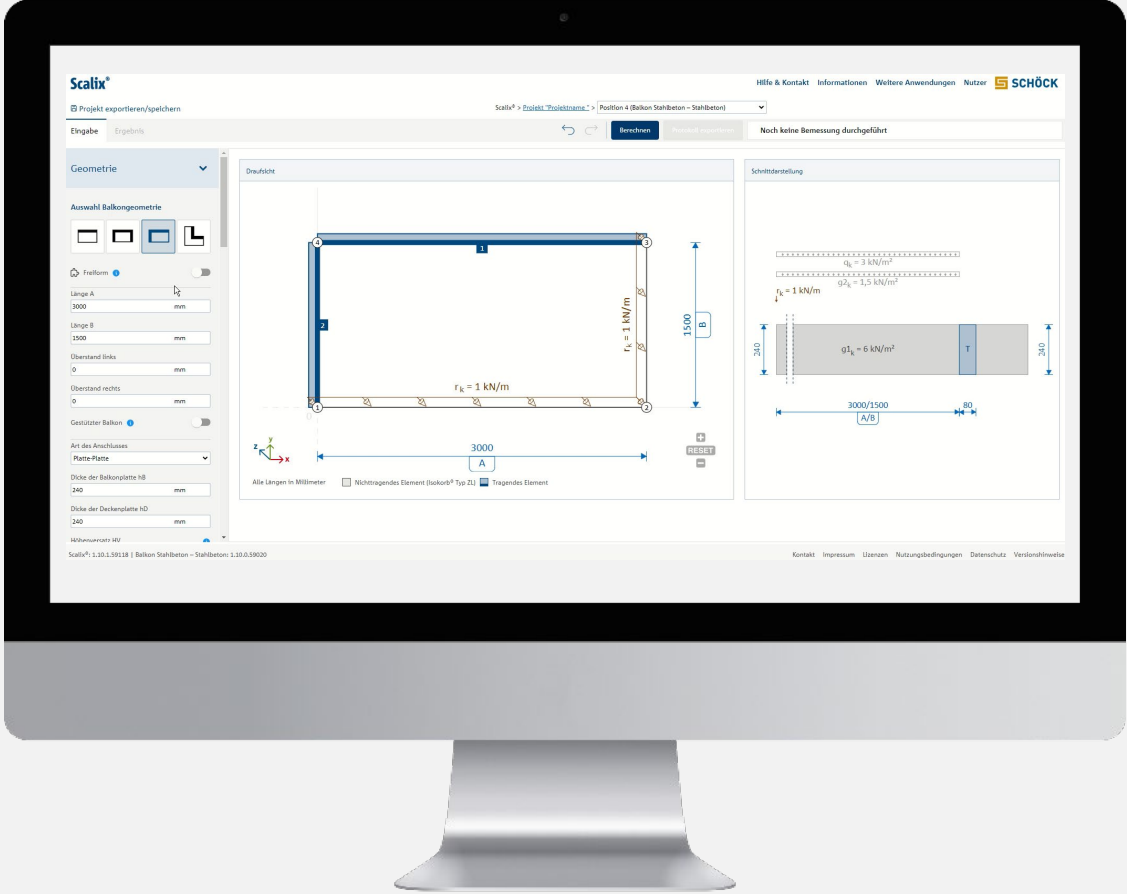 Scalix®
Hilfe & Kontakt Informationen Weitere Anwendungen Nutzer SCHÖCK
Projekt exportieren/speichern
Scalix® > Projekt "Projektname " > Position 4 (Balkon Stahlbeton – Stahlbeton)
Eingabe Ergebnis
Berechnen
Noch keine Bemessung durchgeführt
Geometrie
Auswahl Balkongeometrie
Freiform i
Länge A
3000 mm
Länge B
1500 mm
Überstand links
0 mm
Überstand rechts
0 mm
Gestützter Balkon i
Art des Anschlusses
Platte-Platte
Dicke der Balkonplatte hB
240 mm
Dicke der Deckenplatte hD
240 mm
Höhenversatz HV
Draufsicht
4
1
3
2
rk = 1 kN/m
1500
B
rk = 1 kN/m
1
2
z y x
3000
A
RESET
Alle Längen in Millimeter Nichttragendes Element (Isokorb® Typ ZL) Tragendes Element
Schnittdarstellung
qk = 3 kN/m²
g2k = 1,5 kN/m²
rk = 1 kN/m
240
g1k = 6 kN/m²
T
240
3000/1500 80
A/B
Scalix®: 1.10.1.59118 | Balkon Stahlbeton – Stahlbeton: 1.10.0.59020
Kontakt Impressum Lizenzen Nutzungsbedingungen Datenschutz Versionshinweise